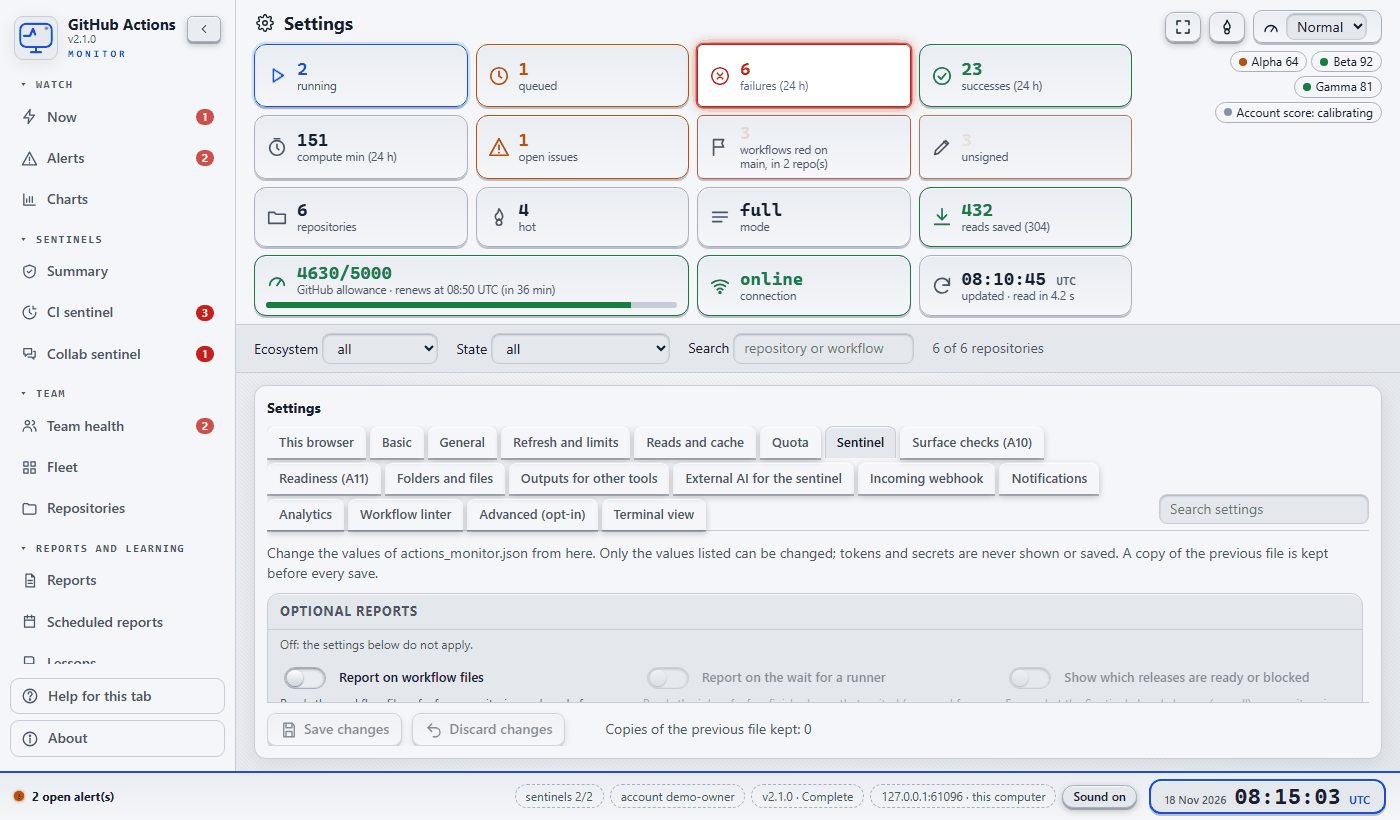 GitHub Actions
v2.1.0
MONITOR
WATCH
Now 1
Alerts 2
Charts
SENTINELS
Summary
CI sentinel 3
Collab sentinel 1
TEAM
Team health 2
Fleet
Repositories
REPORTS AND LEARNING
Reports
Scheduled reports
Lessons
Help for this tab
About
Settings
Normal
Alpha 64
Beta 92
Gamma 81
Account score: calibrating
2
running
1
queued
6
failures (24 h)
23
successes (24 h)
151
compute min (24 h)
1
open issues
3
workflows red on
main, in 2 repo(s)
3
unsigned
6
repositories
4
hot
full
mode
432
reads saved (304)
4630/5000
GitHub allowance · renews at 08:50 UTC (in 36 min)
online
connection
08:10:45 UTC
updated · read in 4.2 s
Ecosystem all State all Search repository or workflow 6 of 6 repositories
Settings
This browser Basic General Refresh and limits Reads and cache Quota Sentinel Surface checks (A10)
Readiness (A11) Folders and files Outputs for other tools External AI for the sentinel Incoming webhook Notifications
Analytics Workflow linter Advanced (opt-in) Terminal view Search settings
Change the values of actions_monitor.json from here. Only the values listed can be changed; tokens and secrets are never shown or saved. A copy of the previous file is kept
before every save.
OPTIONAL REPORTS
Off: the settings below do not apply.
Report on workflow files Report on the wait for a runner Show which releases are ready or blocked
Save changes Discard changes Copies of the previous file kept: 0
2 open alert(s) sentinels 2/2 account demo-owner v2.1.0 · Complete 127.0.0.1:61096 · this computer Sound on 18 Nov 2026 08:15:03 UTC